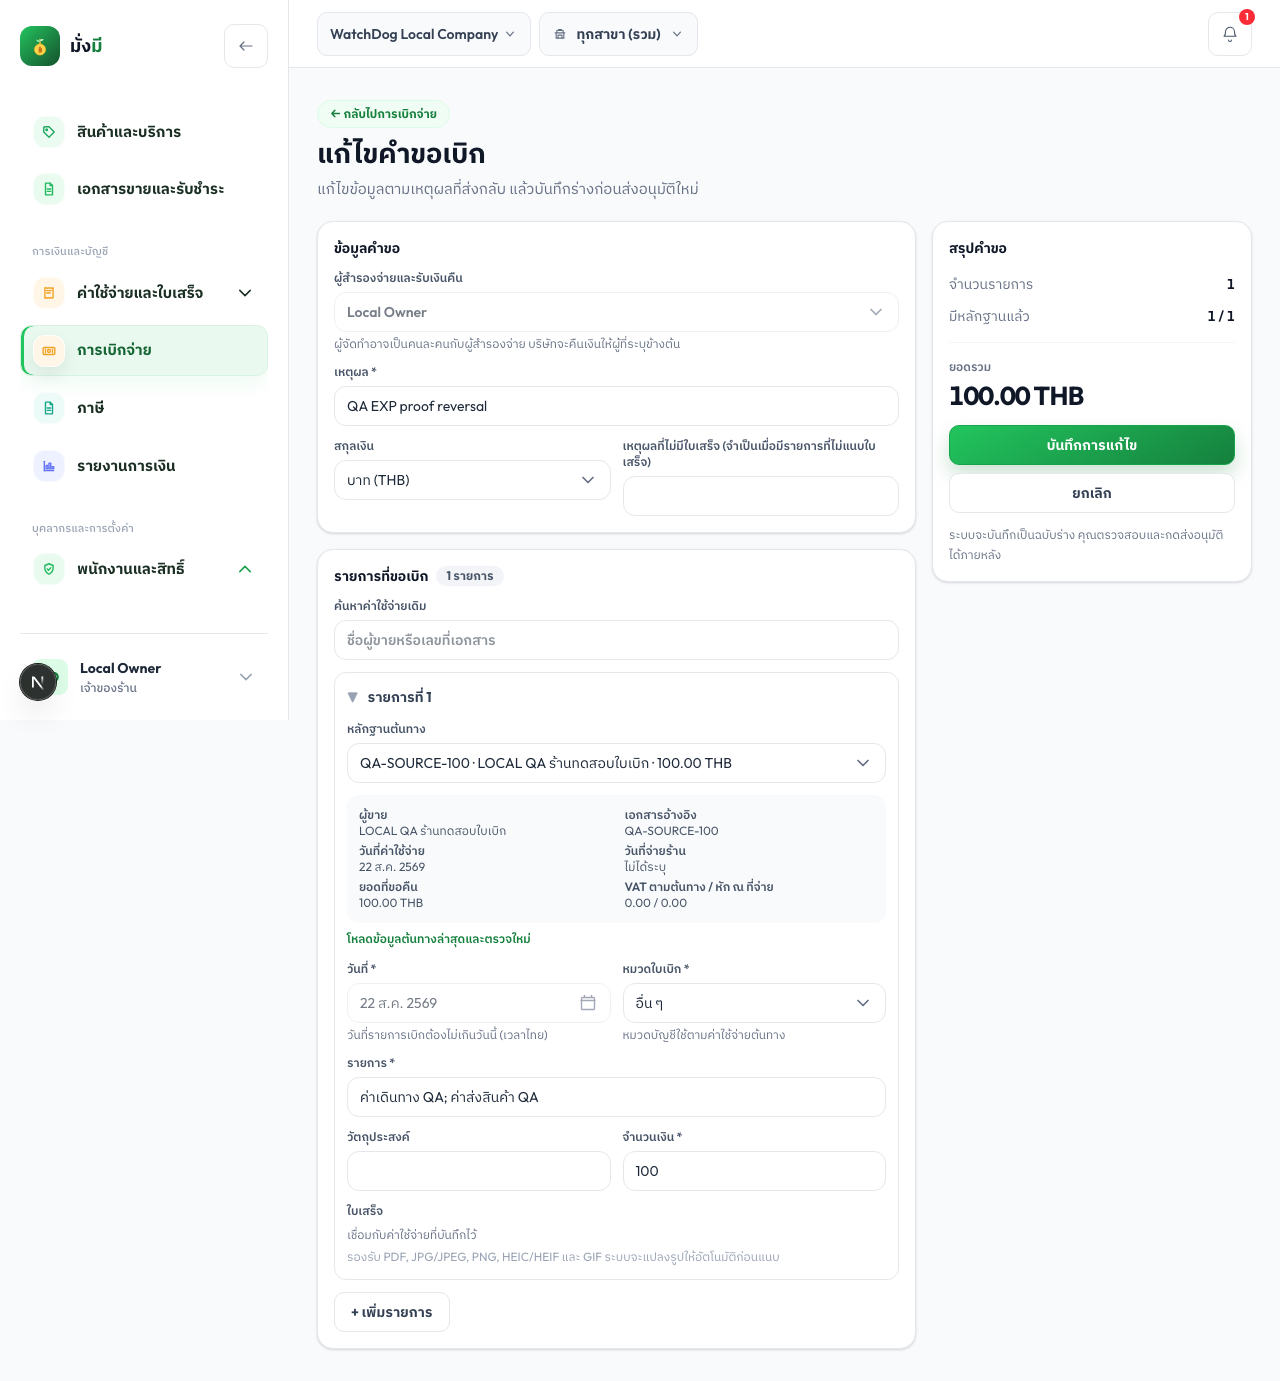 มั่งมี
←
WatchDog Local Company
ทุกสาขา (รวม)
1
สินค้าและบริการ
เอกสารขายและรับชำระ
การเงินและบัญชี
ค่าใช้จ่ายและใบเสร็จ
การเบิกจ่าย
ภาษี
รายงานการเงิน
บุคลากรและการตั้งค่า
พนักงานและสิทธิ์
N
Local Owner
เจ้าของร้าน
← กลับไปการเบิกจ่าย
แก้ไขคำขอเบิก
แก้ไขข้อมูลตามเหตุผลที่ส่งกลับ แล้วบันทึกร่างก่อนส่งอนุมัติใหม่
ข้อมูลคำขอ
ผู้สำรองจ่ายและรับเงินคืน
Local Owner
ผู้จัดทำอาจเป็นคนละคนกับผู้สำรองจ่าย บริษัทจะคืนเงินให้ผู้ที่ระบุข้างต้น
เหตุผล *
QA EXP proof reversal
สกุลเงิน
บาท (THB)
เหตุผลที่ไม่มีใบเสร็จ (จำเป็นเมื่อมีรายการที่ไม่แนบใบ
เสร็จ)
รายการที่ขอเบิก
1 รายการ
ค้นหาค่าใช้จ่ายเดิม
ชื่อผู้ขายหรือเลขที่เอกสาร
▼ รายการที่ 1
หลักฐานต้นทาง
QA-SOURCE-100 · LOCAL QA ร้านทดสอบใบเบิก · 100.00 THB
ผู้ขาย
LOCAL QA ร้านทดสอบใบเบิก
เอกสารอ้างอิง
QA-SOURCE-100
วันที่ค่าใช้จ่าย
22 ส.ค. 2569
วันที่จ่ายร้าน
ไม่ได้ระบุ
ยอดที่ขอคืน
100.00 THB
VAT ตามต้นทาง / หัก ณ ที่จ่าย
0.00 / 0.00
โหลดข้อมูลต้นทางล่าสุดและตรวจใหม่
วันที่ *
22 ส.ค. 2569
วันที่รายการเบิกต้องไม่เกินวันนี้ (เวลาไทย)
หมวดใบเบิก *
อื่น ๆ
หมวดบัญชีใช้ตามค่าใช้จ่ายต้นทาง
รายการ *
ค่าเดินทาง QA; ค่าส่งสินค้า QA
วัตถุประสงค์
จำนวนเงิน *
100
ใบเสร็จ
เชื่อมกับค่าใช้จ่ายที่บันทึกไว้
รองรับ PDF, JPG/JPEG, PNG, HEIC/HEIF และ GIF ระบบจะแปลงรูปให้อัตโนมัติก่อนแนบ
+ เพิ่มรายการ
สรุปคำขอ
จำนวนรายการ 1
มีหลักฐานแล้ว 1 / 1
ยอดรวม
100.00 THB
บันทึกการแก้ไข
ยกเลิก
ระบบจะบันทึกเป็นฉบับร่าง คุณตรวจสอบและกดส่งอนุมัติ
ได้ภายหลัง